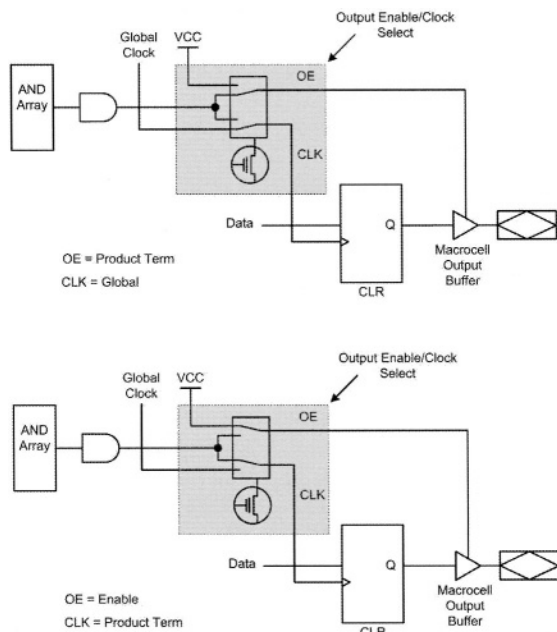 Output Enable/Clock
Select
Global
Clock
VCC
OE
AND
Array
CLK
Data
Q
OE = Product Term
CLK = Global
CLR
Macrocell
Output
Buffer
Output Enable/Clock
Select
Global
Clock
VCC
OE
AND
Array
CLK
Data
Q
OE = Enable
CLK = Product Term
CLR
Macrocell
Output
Buffer